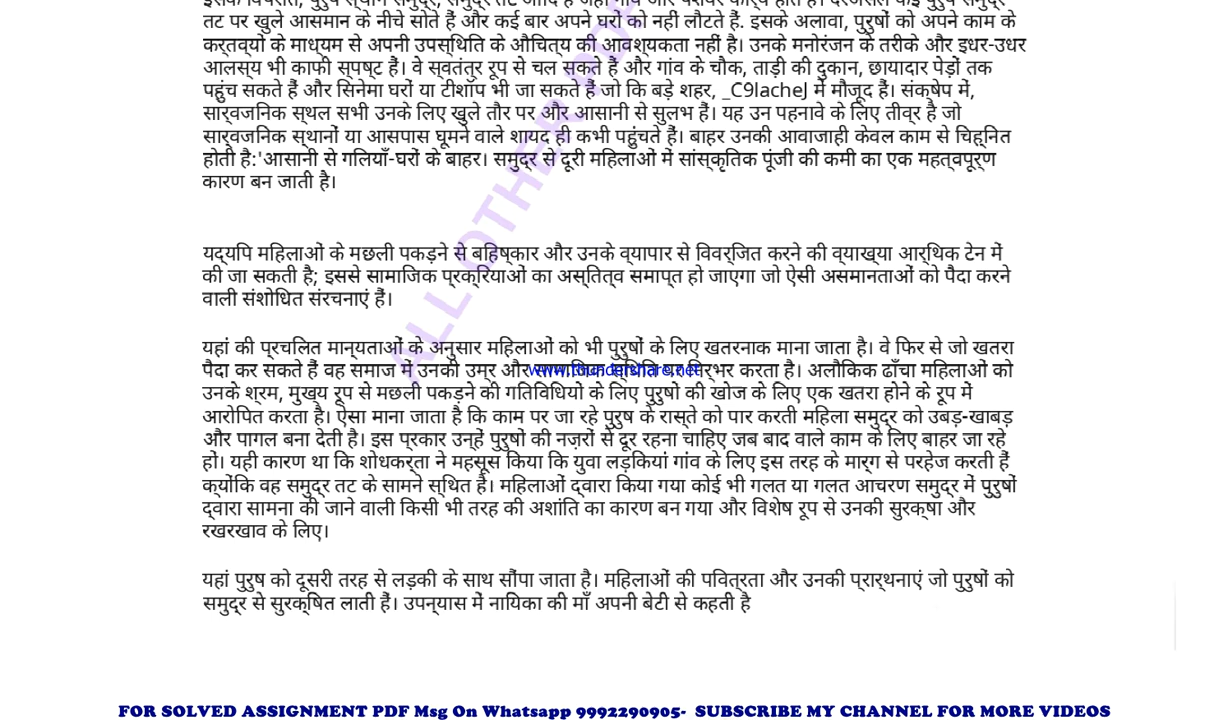 इसके विपरीत, पुरुष स्थान समुद्र, समुद्र तट आदि हैं जहां गांव और पेशेवर कार्य होते हैं। दरअसल कई पुरुष समुद्र
तट पर खुले आसमान के नीचे सोते हैं और कई बार अपने घरों को नहीं लौटते हैं. इसके अलावा, पुरुषों को अपने काम के
कर्तव्यों के माध्यम से अपनी उपस्थिति के औचित्य की आवश्यकता नहीं है। उनके मनोरंजन के तरीके और इधर-उधर
आलस्य भी काफी स्पष्ट हैं। वे स्वतंत्र रूप से चल सकते हैं और गांव के चौक, ताड़ी की दुकान, छायादार पेड़ों तक
पहुंच सकते हैं और सिनेमा घरों या टीशॉप भी जा सकते हैं जो कि बड़े शहर, _C9lacheJ में मौजूद हैं। संक्षेप में,
सार्वजनिक स्थल सभी उनके लिए खुले तौर पर और आसानी से सुलभ हैं। यह उन पहनावे के लिए तीव्र है जो
सार्वजनिक स्थानों या आसपास घूमने वाले शायद ही कभी पहुंचते हैं। बाहर उनकी आवाजाही केवल काम से चिह्नित
होती है:'आसानी से गलियाँ-घरों के बाहर। समुद्र से दूरी महिलाओं में सांस्कृतिक पूंजी की कमी का एक महत्वपूर्ण
कारण बन जाती है।
यद्यपि महिलाओं के मछली पकड़ने से बहिष्कार और उनके व्यापार से विवर्जित करने की व्याख्या आर्थिक टेन में
की जा सकती है; इससे सामाजिक प्रक्रियाओं का अस्तित्व समाप्त हो जाएगा जो ऐसी असमानताओं को पैदा करने
वाली संशोधित संरचनाएं हैं।
यहां की प्रचलित मान्यताओं के अनुसार महिलाओं को भी पुरुषों के लिए खतरनाक माना जाता है। वे फिर से जो खतरा
पैदा कर सकते हैं वह समाज में उनकी उम्र और पर निर्भर करता है। अलौकिक ढाँचा महिलाओं को
www.foundershare.net
उनके श्रम, मुख्य रूप से मछली पकड़ने की गतिविधियों के लिए पुरुषों की खोज के लिए एक खतरा होने के रूप में
आरोपित करता है। ऐसा माना जाता है कि काम पर जा रहे पुरुष के रास्ते को पार करती महिला समुद्र को उबड़-खाबड़
और पागल बना देती है। इस प्रकार उन्हें पुरुषों की नज़रों से दूर रहना चाहिए जब बाद वाले काम के लिए बाहर जा रहे
हों। यही कारण था कि शोधकर्ता ने महसूस किया कि युवा लड़कियां गांव के लिए इस तरह के मार्ग से परहेज करती हैं
क्योंकि वह समुद्र तट के सामने स्थित है। महिलाओं द्वारा किया गया कोई भी गलत या गलत आचरण समुद्र में पुरुषों
द्वारा सामना की जाने वाली किसी भी तरह की अशांति का कारण बन गया और विशेष रूप से उनकी सुरक्षा और
रखरखाव के लिए।
यहां पुरुष को दूसरी तरह से लड़की के साथ सौंपा जाता है। महिलाओं की पवित्रता और उनकी प्रार्थनाएं जो पुरुषों को
समुद्र से सुरक्षित लाती हैं। उपन्यास में नायिका की माँ अपनी बेटी से कहती है
ALL OTHER PDF
FOR SOLVED ASSIGNMENT PDF Msg On Whatsapp 9992290905- SUBSCRIBE MY CHANNEL FOR MORE VIDEOS